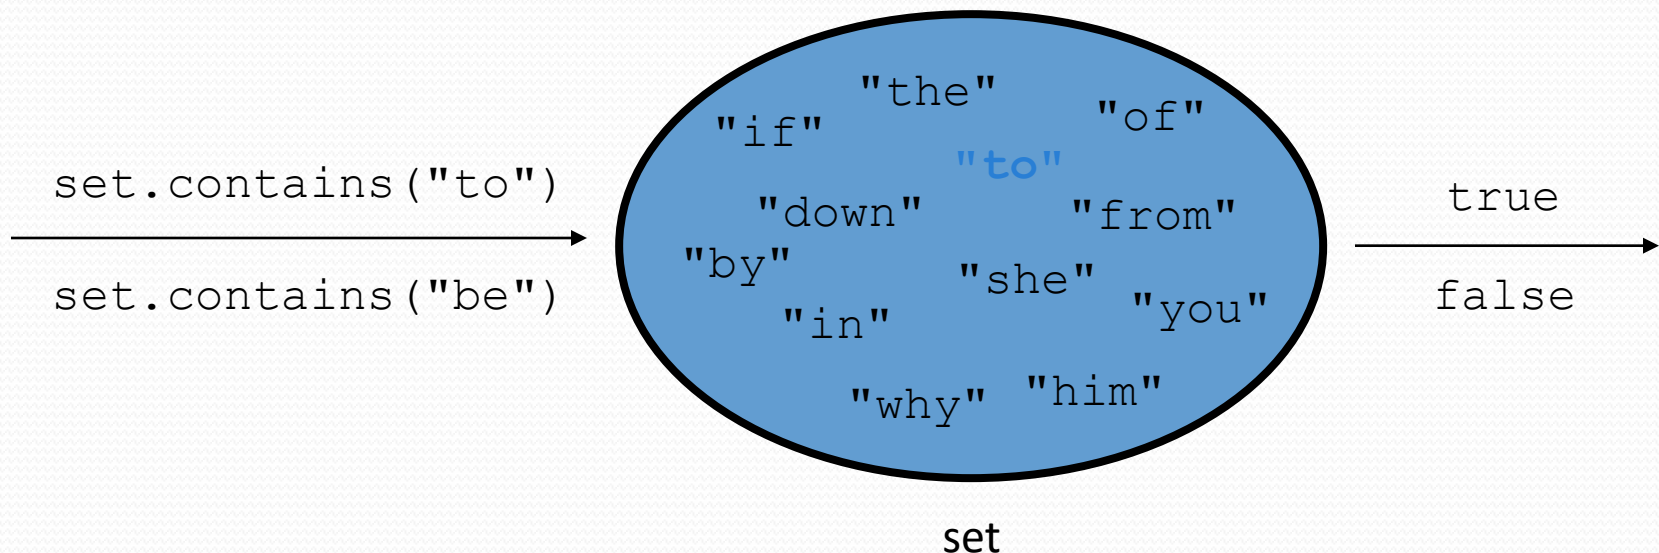 set.contains("to")
set.contains("be")
"the"
"of"
"if"
"to"
"down"
"from"
"by"
"she"
"you"
"in"
"why"
"him"
true
false
set